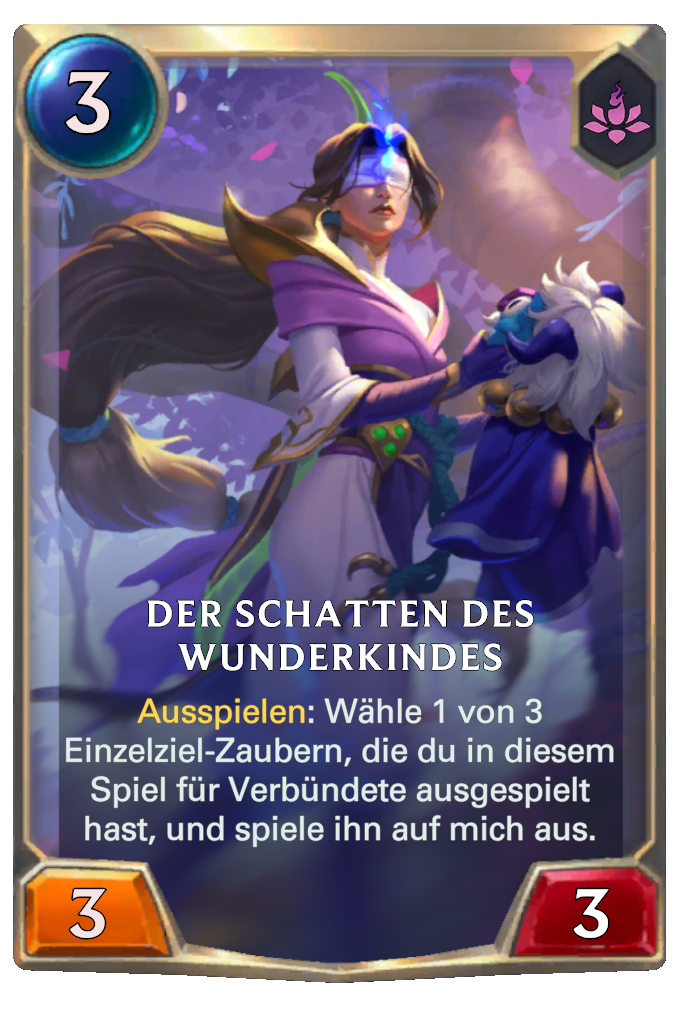 3
DER SCHATTEN DES
WUNDERKINDES
Ausspielen: Wähle 1 von 3
Einzelziel-Zaubern, die du in diesem
Spiel für Verbündete ausgespielt
hast, und spiele ihn auf mich aus.
3
3